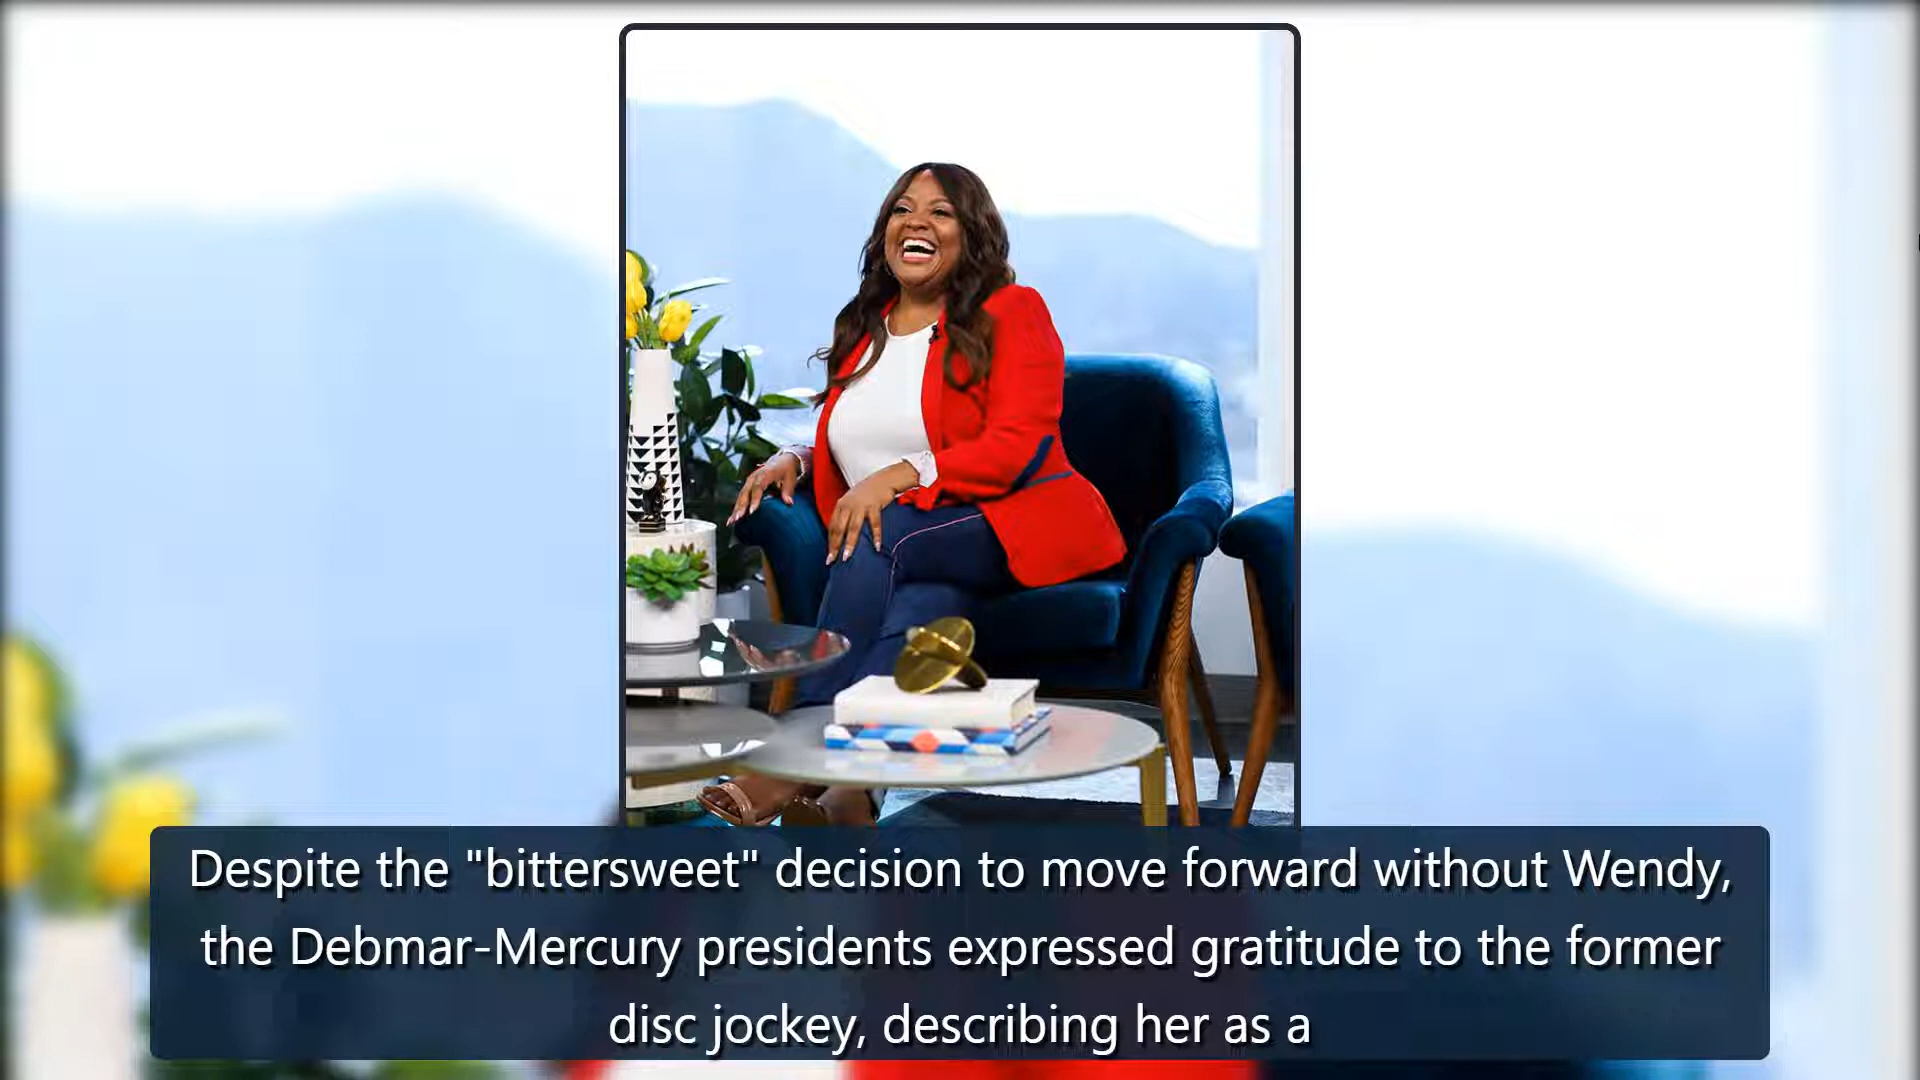 Despite the "bittersweet" decision to move forward without Wendy,
the Debmar-Mercury presidents expressed gratitude to the former
disc jockey, describing her as a